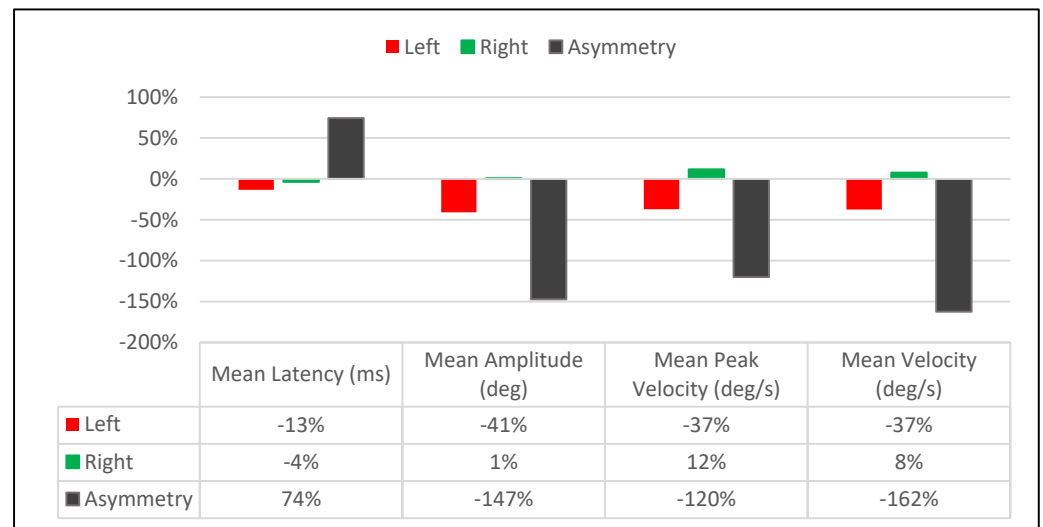 Left Right Asymmetry
100%
50%
0%
-50%
-100%
-150%
-200%
Mean Latency (ms) Mean Amplitude (deg) Mean Peak Velocity (deg/s) Mean Velocity (deg/s)
Left -13% -41% -37% -37%
Right -4% 1% 12% 8%
Asymmetry 74% -147% -120% -162%